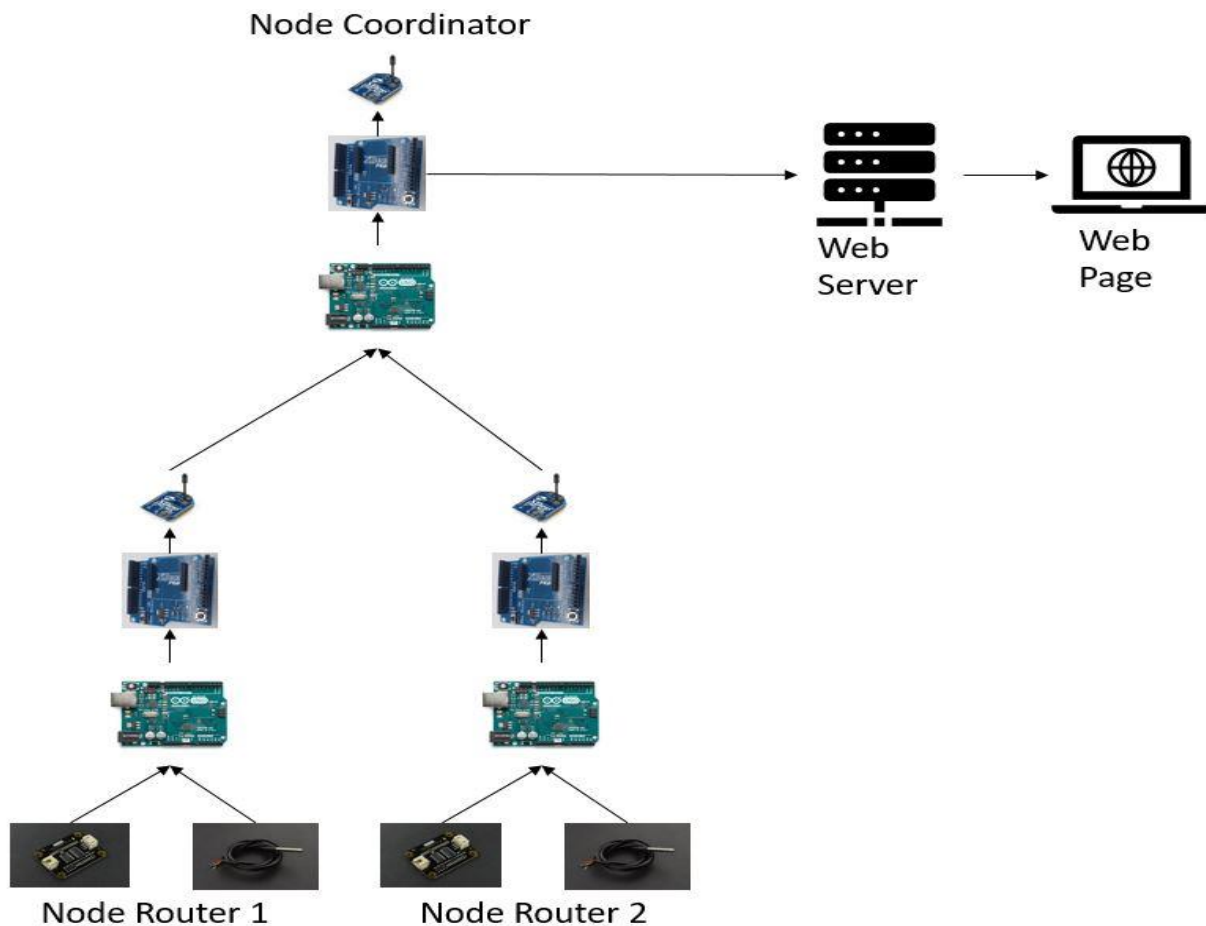 Node Coordinator
Web
Server
Web
Page
Node Router 1
Node Router 2